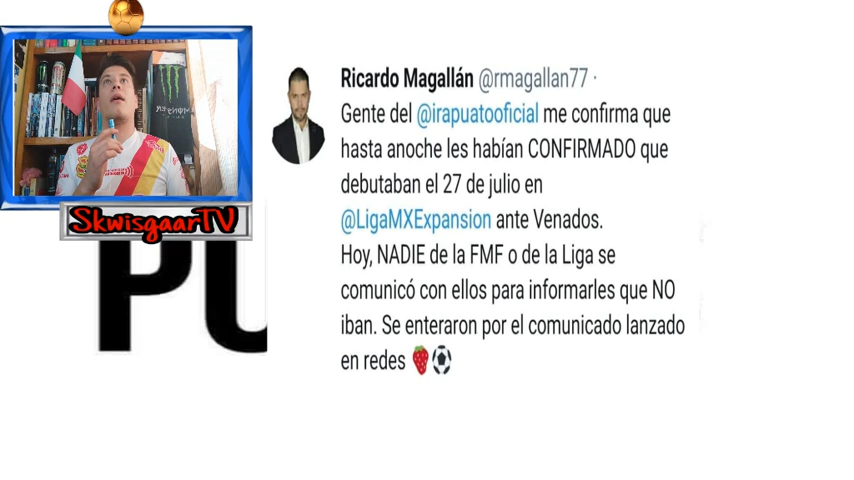 Ricardo Magallán @rmagallan77 ·
Gente del @irapuatooficial me confirma que
hasta anoche les habían CONFIRMADO que
debutaban el 27 de julio en
@LigaMXExpansion ante Venados.
Hoy, NADIE de la FMF o de la Liga se
comunicó con ellos para informarles que NO
iban. Se enteraron por el comunicado lanzado
en redes 🍓⚽
SkwisgaarTV
PU